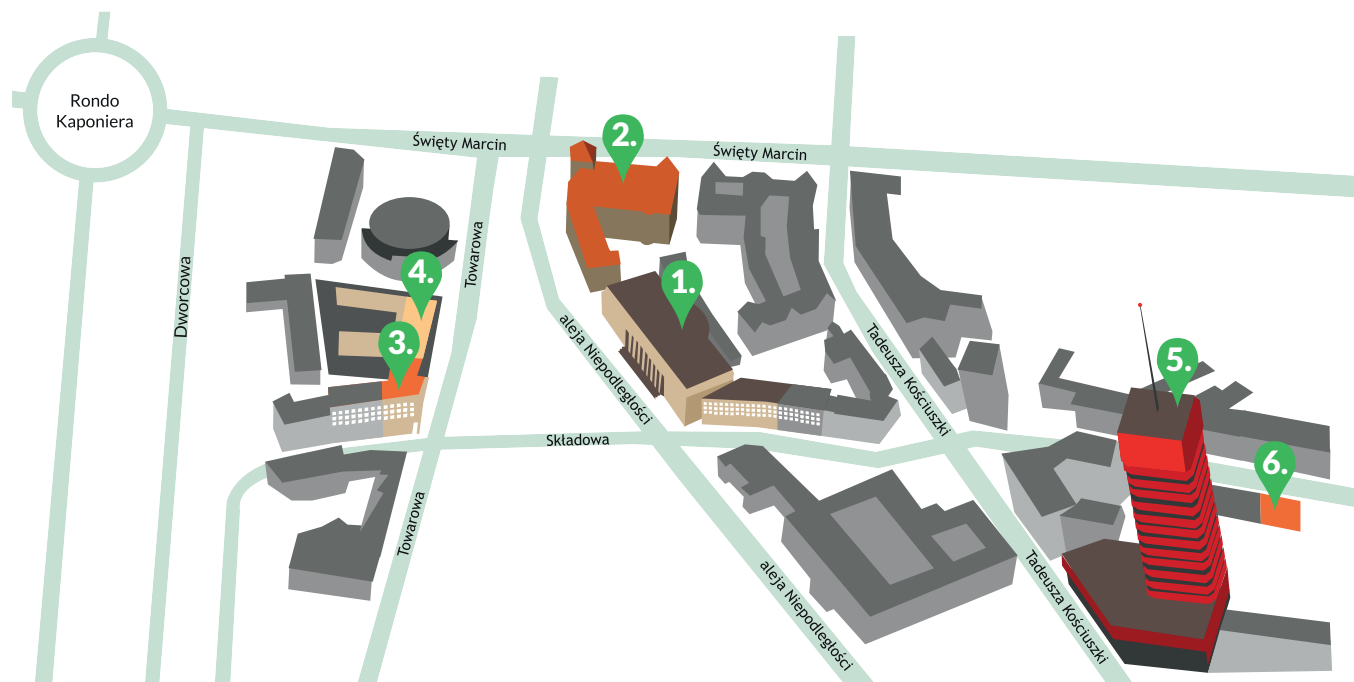 Rondo
Kaponiera
Święty Marcin
2.
Święty Marcin
Dworcowa
Towarowa
4.
1.
3.
aleja Niepodległości
Tadeusza Kościuszki
5.
Składowa
6.
Towarowa
aleja Niepodległości
Tadeusza Kościuszki